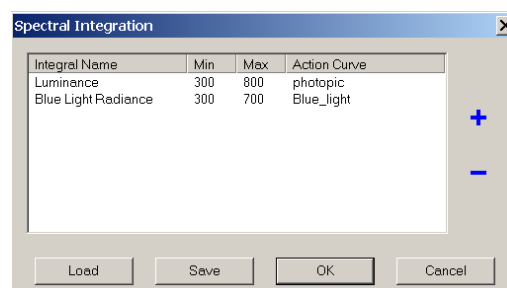 Spectral Integration
Integral Name Min Max Action Curve
Luminance 300 800 photopic
Blue Light Radiance 300 700 Blue_light
+
−
Load Save OK Cancel